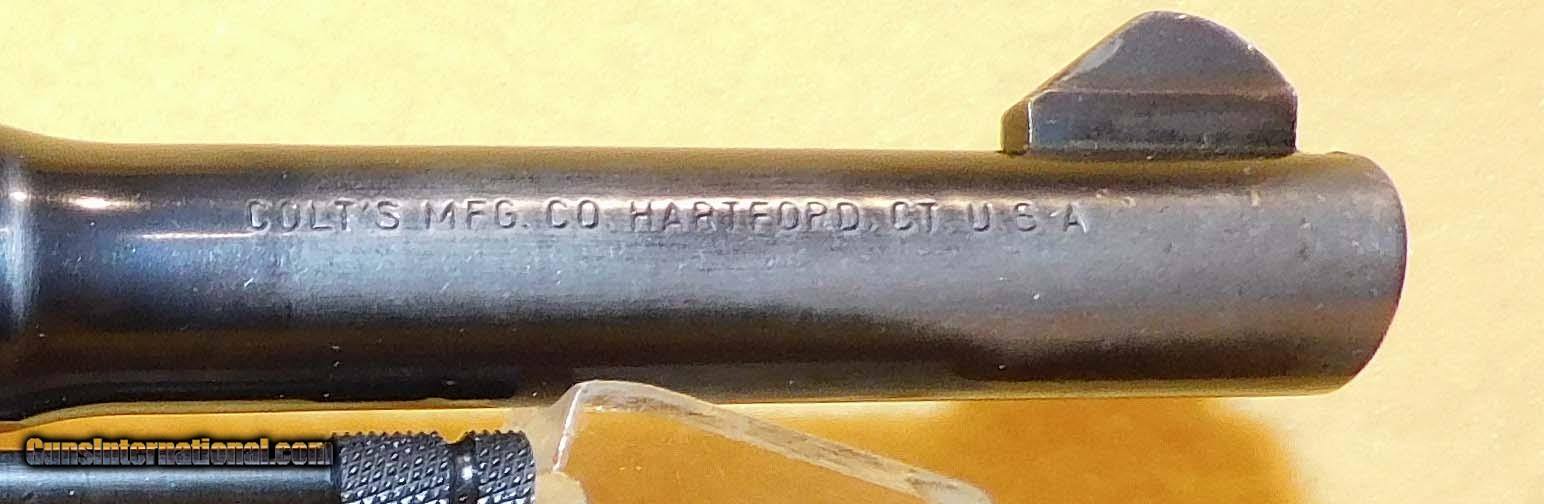 COLT'S MFG. CO. HARTFORD, CT. U.S.A
GunsInternational.com